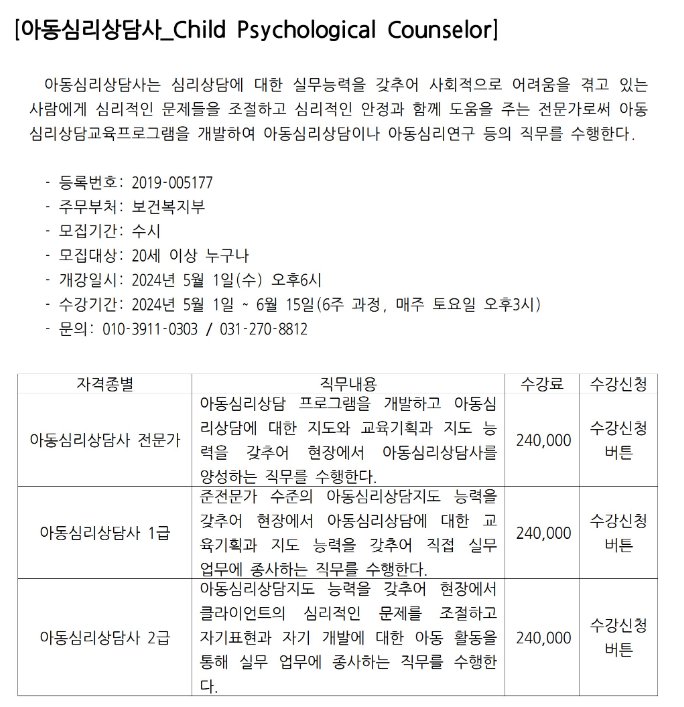 [아동심리상담사_Child Psychological Counselor]
아동심리상담사는 심리상담에 대한 실무능력을 갖추어 사회적으로 어려움을 겪고 있는
사람에게 심리적인 문제들을 조절하고 심리적인 안정과 함께 도움을 주는 전문가로써 아동
심리상담교육프로그램을 개발하여 아동심리상담이나 아동심리연구 등의 직무를 수행한다.
- 등록번호: 2019-005177
- 주무부처: 보건복지부
- 모집기간: 수시
- 모집대상: 20세 이상 누구나
- 개강일시: 2024년 5월 1일(수) 오후6시
- 수강기간: 2024년 5월 1일 ~ 6월 15일(6주 과정, 매주 토요일 오후3시)
- 문의: 010-3911-0303 / 031-270-8812
자격종별 직무내용 수강료 수강신청
아동심리상담사 전문가
아동심리상담 프로그램을 개발하고 아동심
리상담에 대한 지도와 교육기획과 지도 능
력을 갖추어 현장에서 아동심리상담사를
양성하는 직무를 수행한다.
240,000
수강신청
버튼
아동심리상담사 1급
준전문가 수준의 아동심리상담지도 능력을
갖추어 현장에서 아동심리상담에 대한 교
육기획과 지도 능력을 갖추어 직접 실무
업무에 종사하는 직무를 수행한다.
240,000
수강신청
버튼
아동심리상담사 2급
아동심리상담지도 능력을 갖추어 현장에서
클라이언트의 심리적인 문제를 조절하고
자기표현과 자기 개발에 대한 아동 활동을
통해 실무 업무에 종사하는 직무를 수행한
다.
240,000
수강신청
버튼